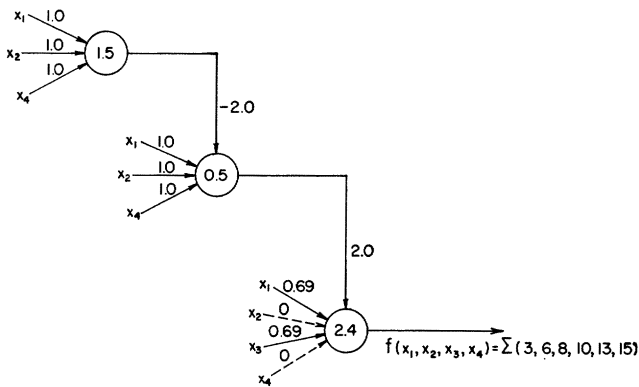 x₁ 1.0
x₂ 1.0
1.5
1.0
x₄
-2.0
x₁ 1.0
x₂ 1.0
0.5
1.0
x₄
2.0
x₁ 0.69
x₂ 0
0.69
2.4
x₃
0
x₄
f(x₁, x₂, x₃, x₄) = Σ(3, 6, 8, 10, 13, 15)